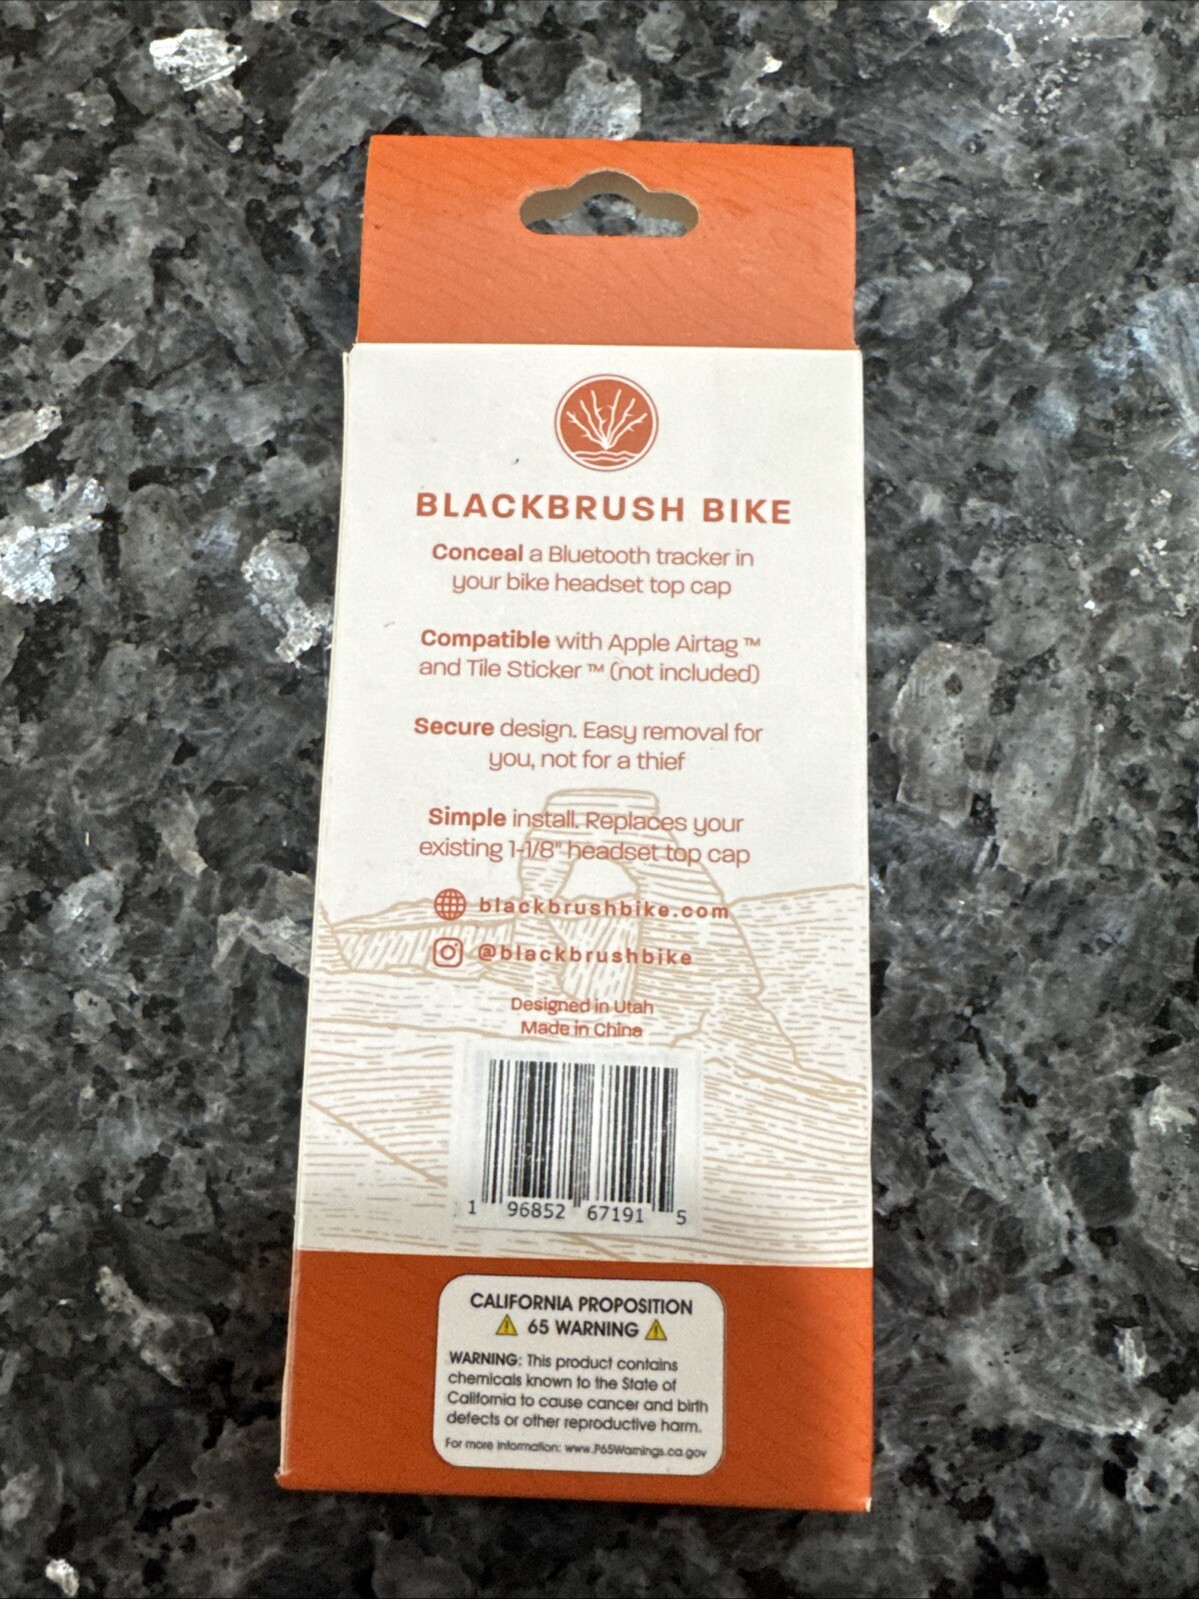 BLACKBRUSH BIKE
Conceal a Bluetooth tracker in
your bike headset top cap
Compatible with Apple Airtag ™
and Tile Sticker ™ (not included)
Secure design. Easy removal for
you, not for a thief
Simple install. Replaces your
existing 1-1/8" headset top cap
blackbrushbike.com
@blackbrushbike
Designed in Utah
Made in China
1 96852 67191 5
CALIFORNIA PROPOSITION
65 WARNING
WARNING: This product contains
chemicals known to the State of
California to cause cancer and birth
defects or other reproductive harm.
For more information: www.P65Warnings.ca.gov